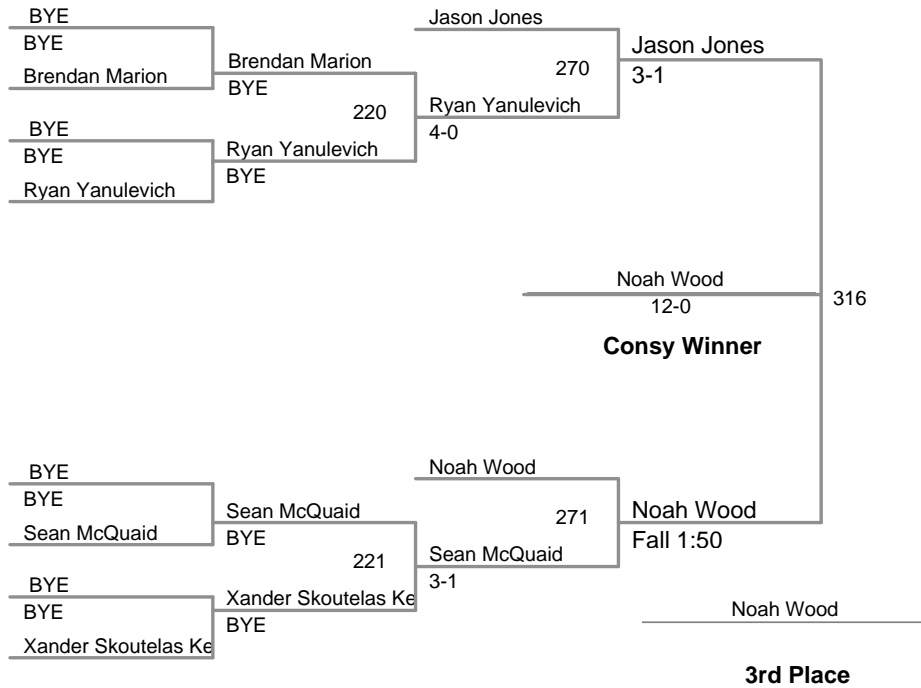 BYE
BYE
Brendan Marion
BYE
BYE
Ryan Yanulevich
Brendan Marion
BYE
220
Ryan Yanulevich
BYE
Jason Jones
270
Ryan Yanulevich
4-0
Jason Jones
3-1
Noah Wood
12-0
316
Consy Winner
BYE
BYE
Sean McQuaid
BYE
BYE
Xander Skoutelas Ke
Sean McQuaid
BYE
221
Xander Skoutelas Ke
BYE
Noah Wood
271
Sean McQuaid
3-1
Noah Wood
Fall 1:50
Noah Wood
3rd Place